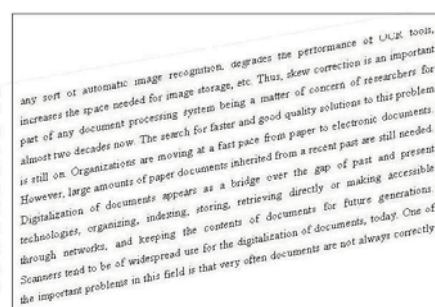 any sort of automatic image recognition, degrades the performance of OCR tools,
increases the space needed for image storage, etc. Thus, skew correction is an important
part of any document processing system being a matter of concern of researchers for
almost two decades now. The search for faster and good quality solutions to this problem
is still on. Organizations are moving at a fast pace from paper to electronic documents.
However, large amounts of paper documents inherited from a recent past are still needed.
Digitalization of documents appears as a bridge over the gap of past and present
technologies, organizing, indexing, storing, retrieving directly or making accessible
through networks, and keeping the contents of documents for future generations.
Scanners tend to be of widespread use for the digitalization of documents, today. One of
the important problems in this field is that very often documents are not always correctly